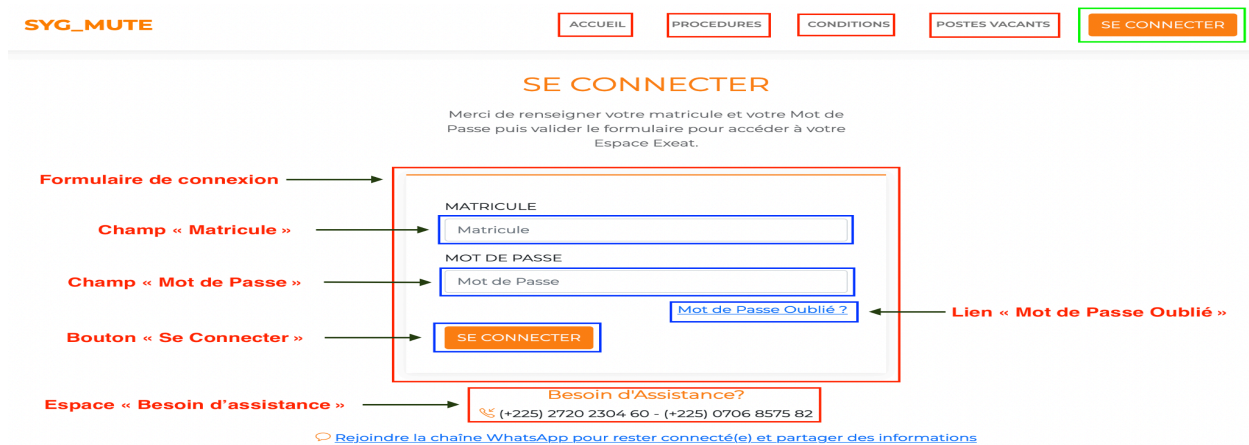 SYG_MUTE
ACCUEIL
PROCEDURES
CONDITIONS
POSTES VACANTS
SE CONNECTER
SE CONNECTER
Merci de renseigner votre matricule et votre Mot de
Passe puis valider le formulaire pour accéder à votre
Espace Exeat.
Formulaire de connexion
MATRICULE
Champ « Matricule »
Matricule
MOT DE PASSE
Champ « Mot de Passe »
Mot de Passe
Mot de Passe Oublié ?
Lien « Mot de Passe Oublié »
Bouton « Se Connecter »
SE CONNECTER
Besoin d'Assistance?
Espace « Besoin d’assistance »
(+225) 2720 2304 60 - (+225) 0706 8575 82
Rejoindre la chaîne WhatsApp pour rester connecté(e) et partager des informations